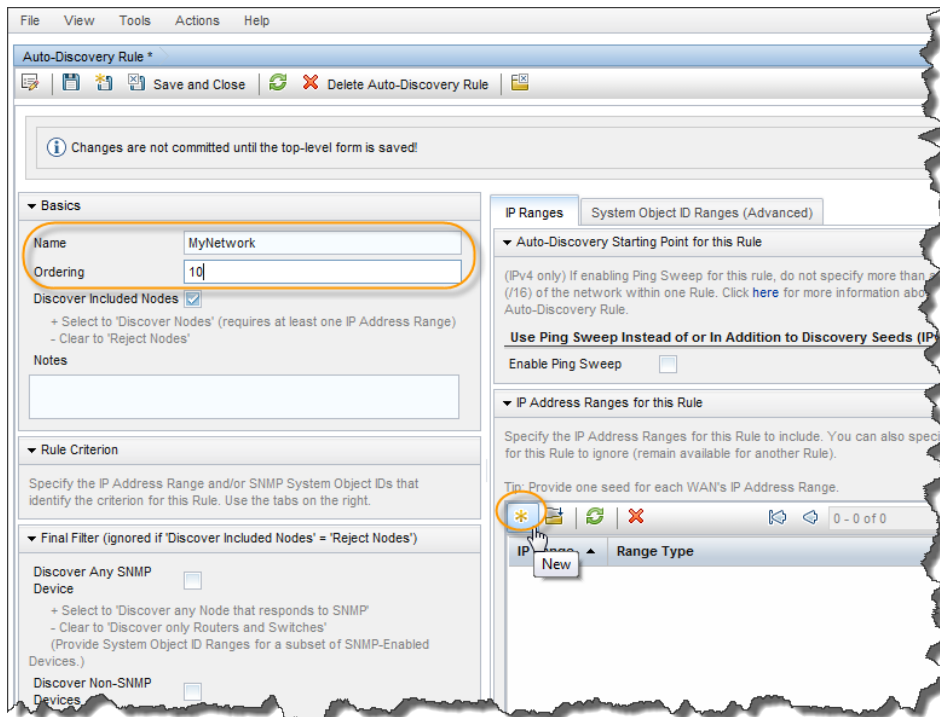 File View Tools Actions Help
Auto-Discovery Rule *
Save and Close Delete Auto-Discovery Rule
Changes are not committed until the top-level form is saved!
Basics
Name MyNetwork
Ordering 10
Discover Included Nodes
+ Select to 'Discover Nodes' (requires at least one IP Address Range)
- Clear to 'Reject Nodes'
Notes
Rule Criterion
Specify the IP Address Range and/or SNMP System Object IDs that
identify the criterion for this Rule. Use the tabs on the right.
Final Filter (ignored if 'Discover Included Nodes' = 'Reject Nodes')
Discover Any SNMP
Device
+ Select to 'Discover any Node that responds to SNMP'
- Clear to 'Discover only Routers and Switches'
(Provide System Object ID Ranges for a subset of SNMP-Enabled
Devices.)
Discover Non-SNMP
Devices
IP Ranges System Object ID Ranges (Advanced)
Auto-Discovery Starting Point for this Rule
(IPv4 only) If enabling Ping Sweep for this rule, do not specify more than
(/16) of the network within one Rule. Click here for more information
Auto-Discovery Rule.
Use Ping Sweep Instead of or In Addition to Discovery Seeds
Enable Ping Sweep
IP Address Ranges for this Rule
Specify the IP Address Ranges for this Rule to include. You can also
for this Rule to ignore (remain available for another Rule).
Tip: Provide one seed for each WAN's IP Address Range.
0 - 0 of 0
IP Range Range Type
New